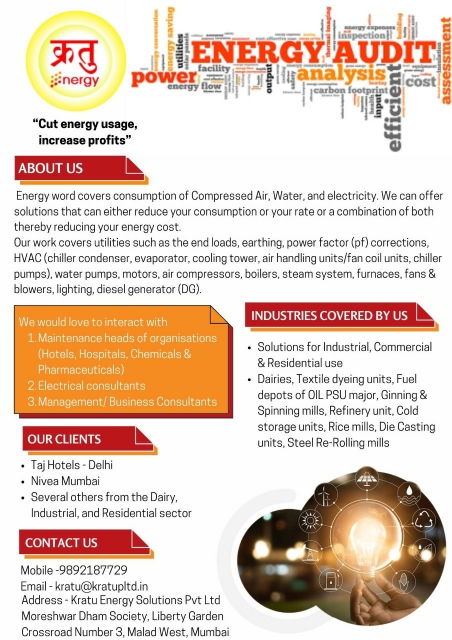 क्रतु
energy
"Cut energy usage,
increase profits"
energy conservation
energy saving
utilities
solar panels
thermal imaging
energy expenses
inspection
building
ENERGY AUDIT
assessment
facility
power
energy flow
output
analysis
carbon footprint
health
input
efficient
cost
ABOUT US
Energy word covers consumption of Compressed Air, Water, and electricity. We can offer
solutions that can either reduce your consumption or your rate or a combination of both
thereby reducing your energy cost.
Our work covers utilities such as the end loads, earthing, power factor (pf) corrections,
HVAC (chiller condenser, evaporator, cooling tower, air handling units/fan coil units, chiller
pumps), water pumps, motors, air compressors, boilers, steam system, furnaces, fans &
blowers, lighting, diesel generator (DG).
We would love to interact with
1. Maintenance heads of organisations
(Hotels, Hospitals, Chemicals &
Pharmaceuticals)
2. Electrical consultants
3. Management/ Business Consultants
INDUSTRIES COVERED BY US
• Solutions for Industrial, Commercial
& Residential use
• Dairies, Textile dyeing units, Fuel
depots of OIL PSU major, Ginning &
Spinning mills, Refinery unit, Cold
storage units, Rice mills, Die Casting
units, Steel Re-Rolling mills
OUR CLIENTS
• Taj Hotels - Delhi
• Nivea Mumbai
• Several others from the Dairy,
Industrial, and Residential sector
CONTACT US
Mobile -9892187729
Email - kratu@kratupltd.in
Address - Kratu Energy Solutions Pvt Ltd
Moreshwar Dham Society, Liberty Garden
Crossroad Number 3, Malad West, Mumbai